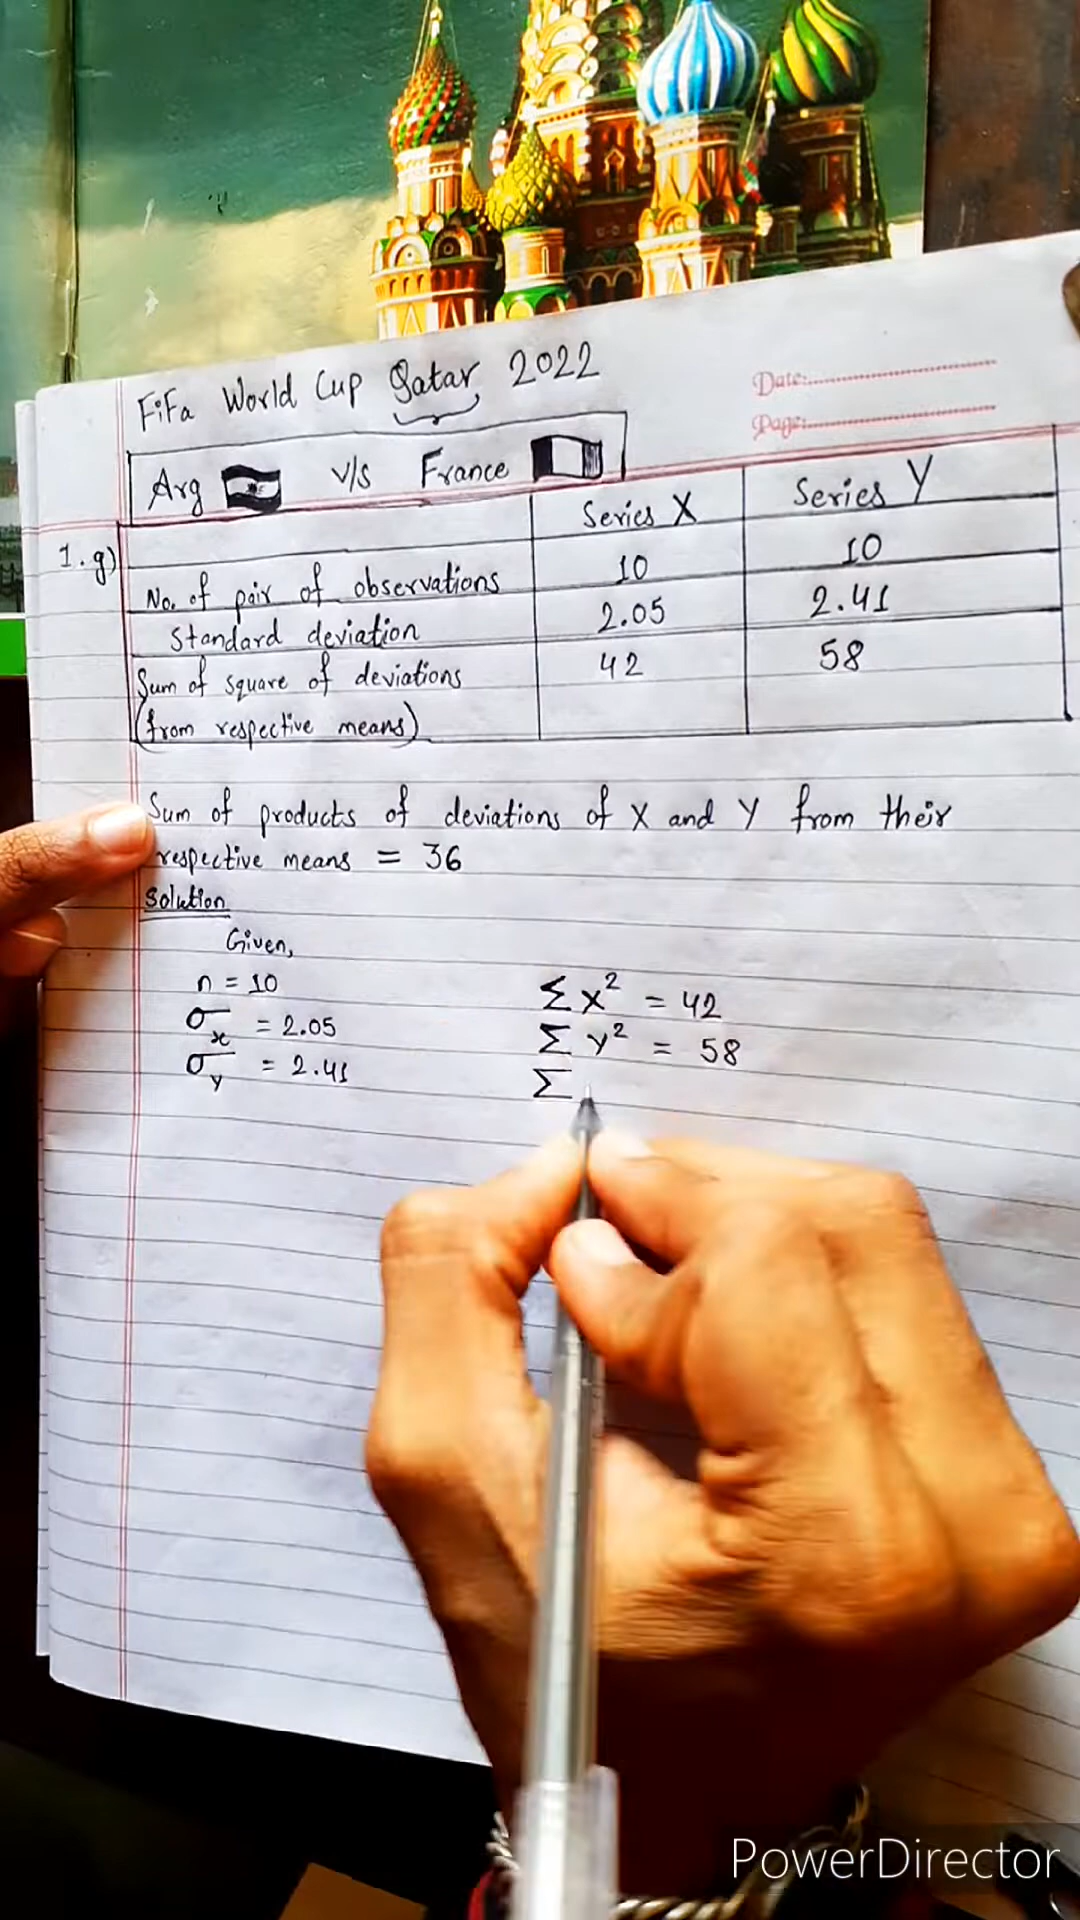 FiFa World Cup Qatar 2022
Date:
Page:
Arg v/s France
Series X Series Y
1.g)
No. of pair of observations 10 10
Standard deviation 2.05 2.41
Sum of square of deviations 42 58
(from respective means)
Sum of products of deviations of X and Y from their
respective means = 36
Solution
Given,
n = 10
σx = 2.05
σy = 2.41
Σx² = 42
Σy² = 58
Σ
PowerDirector